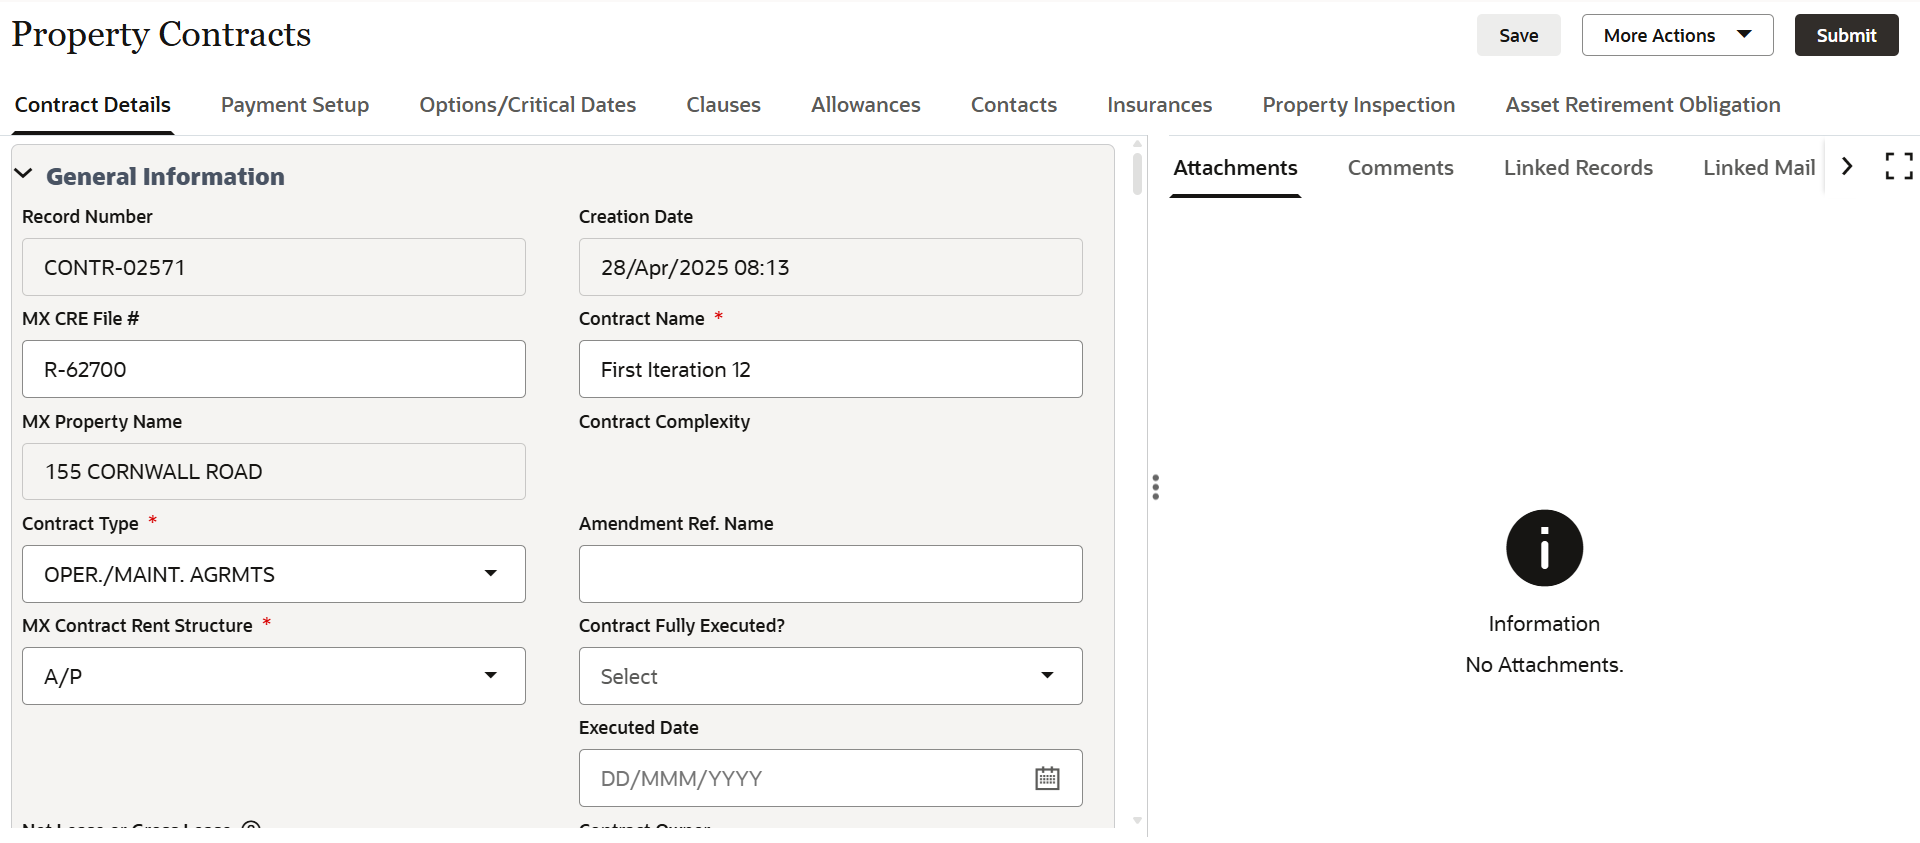 Property Contracts
Save
More Actions
Submit
Contract Details
Payment Setup
Options/Critical Dates
Clauses
Allowances
Contacts
Insurances
Property Inspection
Asset Retirement Obligation
General Information
Record Number
CONTR-02571
Creation Date
28/Apr/2025 08:13
MX CRE File #
R-62700
Contract Name *
First Iteration 12
MX Property Name
155 CORNWALL ROAD
Contract Complexity
Contract Type *
OPER./MAINT. AGRMTS
Amendment Ref. Name
MX Contract Rent Structure *
A/P
Contract Fully Executed?
Select
Executed Date
DD/MMM/YYYY
Attachments
Comments
Linked Records
Linked Mail
Information
No Attachments.